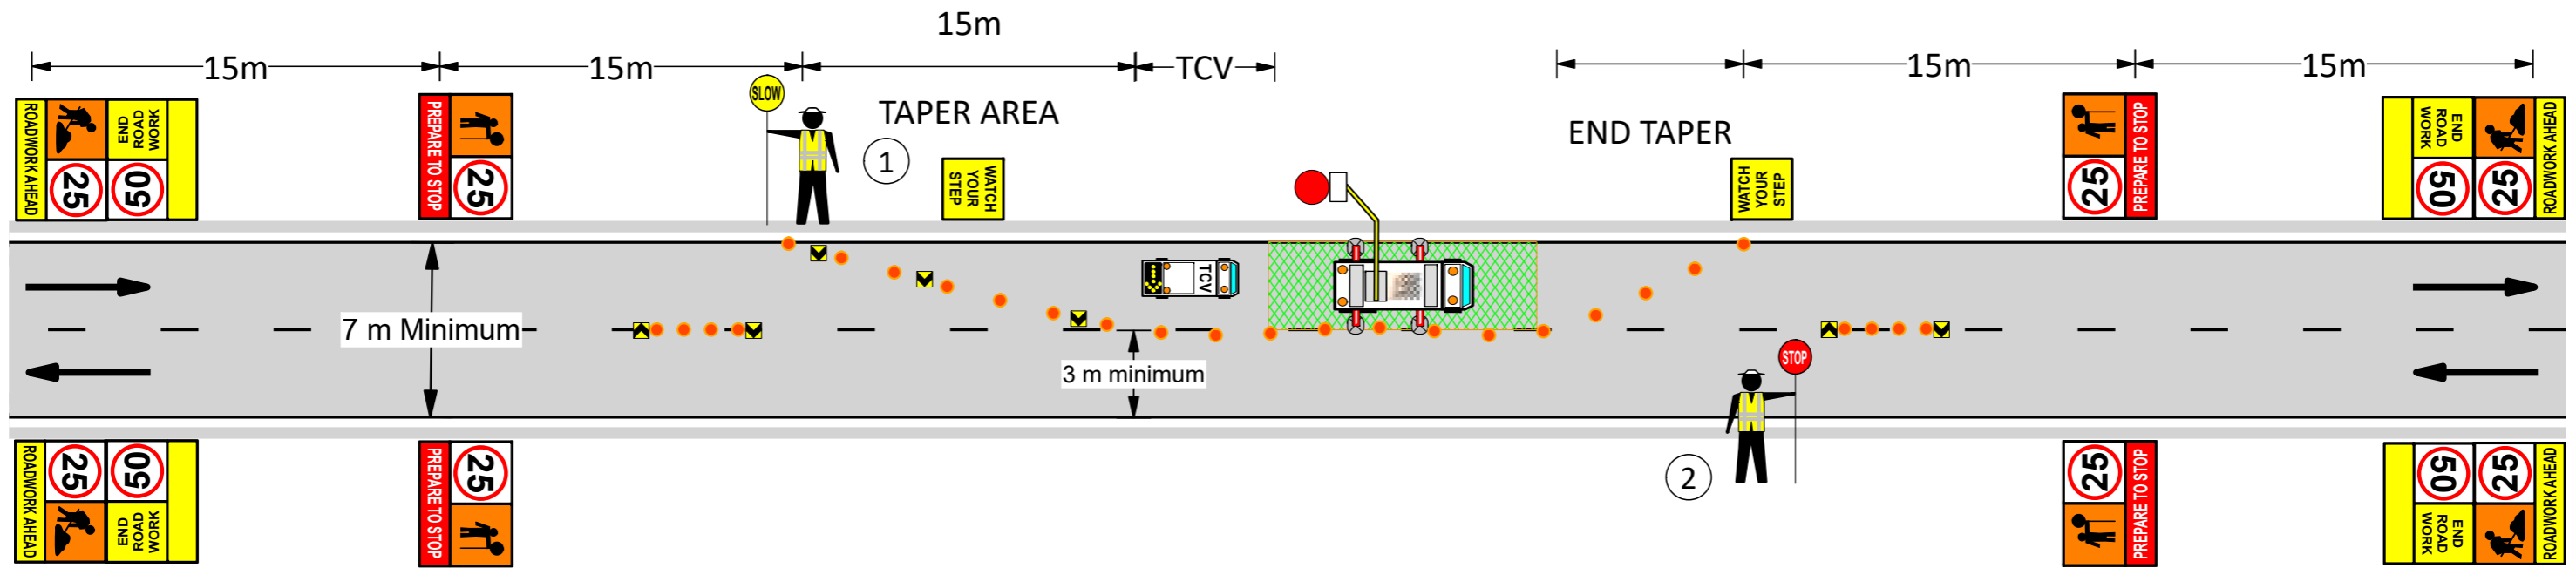 15m
15m
15m
TCV
15m
15m
SLOW
TAPER AREA
1
END TAPER
ROADWORK AHEAD
25
END
ROAD
WORK
50
PREPARE TO STOP
25
WATCH
YOUR
STEP
WATCH
YOUR
STEP
25
PREPARE TO STOP
END
ROAD
WORK
50
25
ROADWORK AHEAD
TCV
7 m Minimum
3 m minimum
STOP
2
ROADWORK AHEAD
25
50
END
ROAD
WORK
PREPARE TO STOP
25
25
PREPARE TO STOP
50
END
ROAD
WORK
25
ROADWORK AHEAD